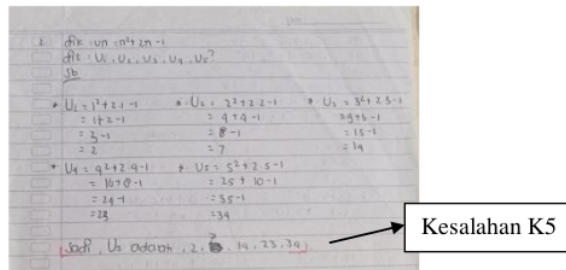 dik : un = n²+2n-1
dit : U₁, U₂, U₃, U₄, U₅?
Jb
* U₁ = 1²+2.1-1 * U₂ = 2²+2.2-1 * U₃ = 3²+2.3-1
= 1+2-1 = 4+4-1 = 9+6-1
= 3-1 = 8-1 = 15-1
= 2 = 7 = 14
* U₄ = 4²+2.4-1 * U₅ = 5²+2.5-1
= 16+8-1 = 25+10-1
= 24-1 = 35-1
= 23 = 34
Jadi, U₅ adalah, 2, 7, 14, 23, 34
Kesalahan K5